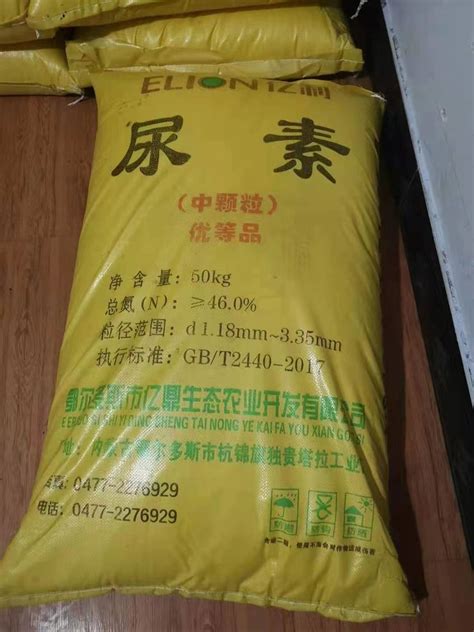 ELION亿利
尿素
（中颗粒）
优等品
净含量：50kg
总氮(N)：≥46.0%
粒径范围：d1.18mm~3.35mm
执行标准：GB/T2440-2017
鄂尔多斯市亿鼎生态农业开发有限公司
SHI YI DING SHENG TAI NONG YE KAI FA YOU XIAN GONG SI
地址：内蒙古鄂尔多斯市杭锦旗独贵塔拉工业
传真：0477-2276929
电话：0477-2276929